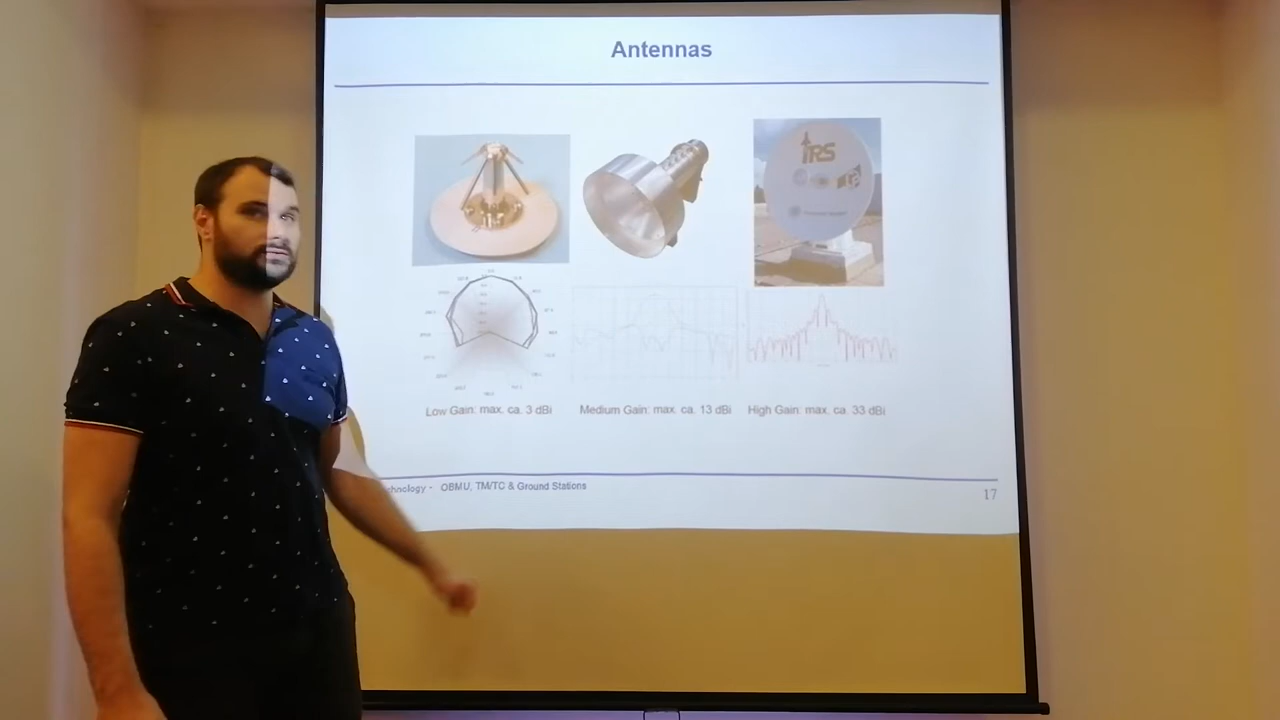 Antennas
IRS
Low Gain: max. ca. 3 dBi
Medium Gain: max. ca. 13 dBi
High Gain: max. ca. 33 dBi
OBMU, TM/TC & Ground Stations
17